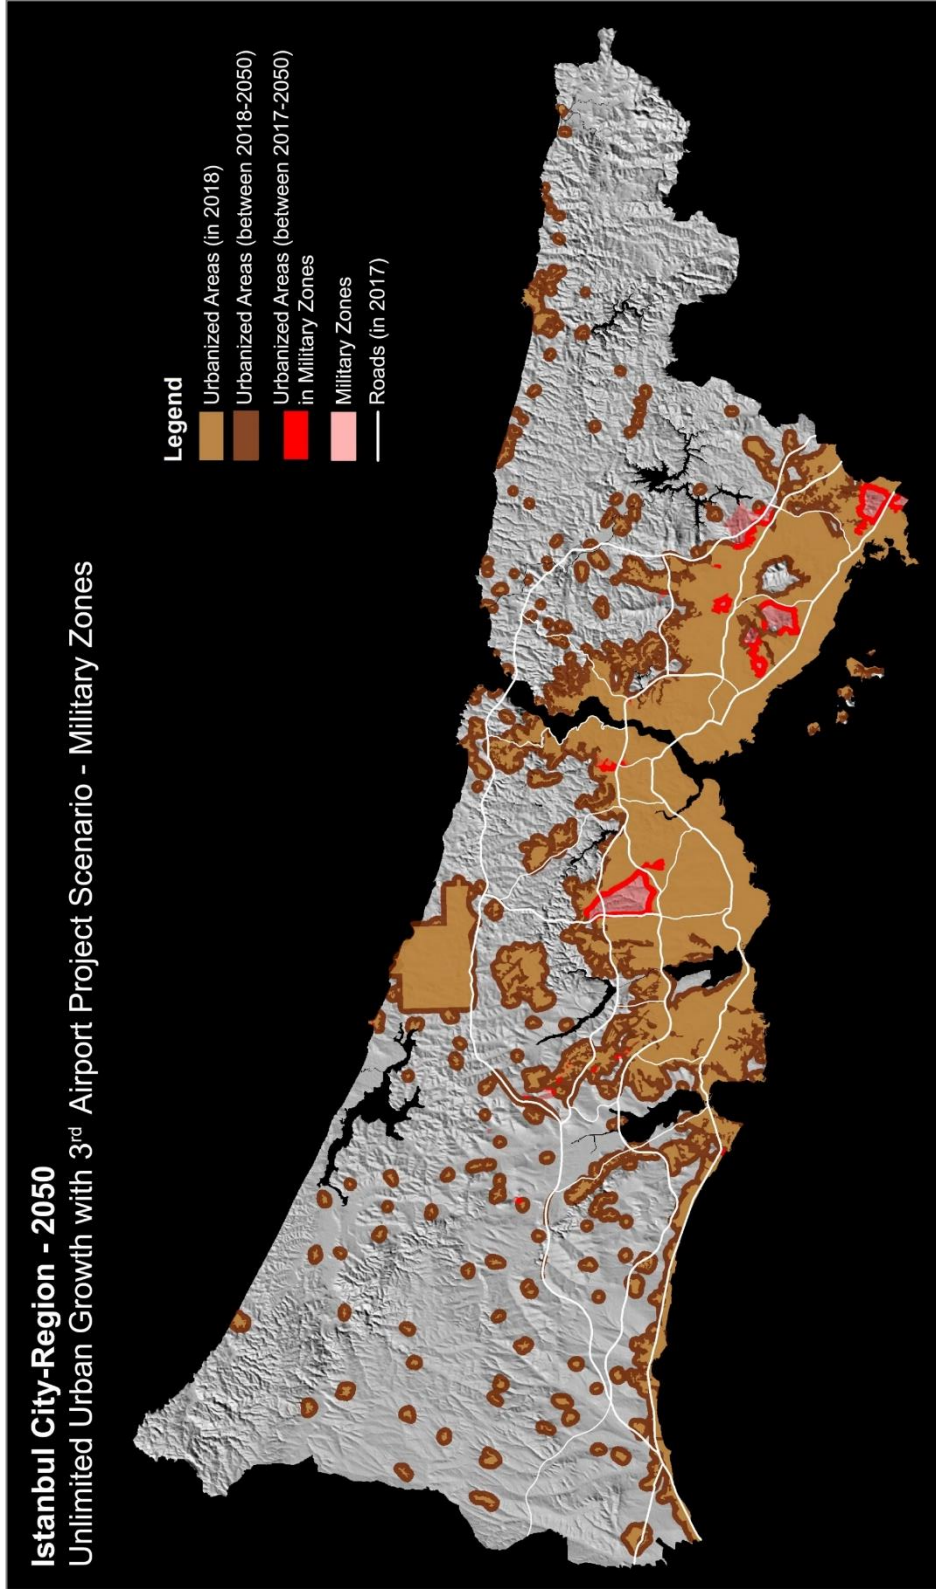 Istanbul City-Region - 2050
Unlimited Urban Growth with 3rd Airport Project Scenario - Military Zones
Legend
Urbanized Areas (in 2018)
Urbanized Areas (between 2018-2050)
Urbanized Areas (between 2017-2050)
in Military Zones
Military Zones
Roads (in 2017)